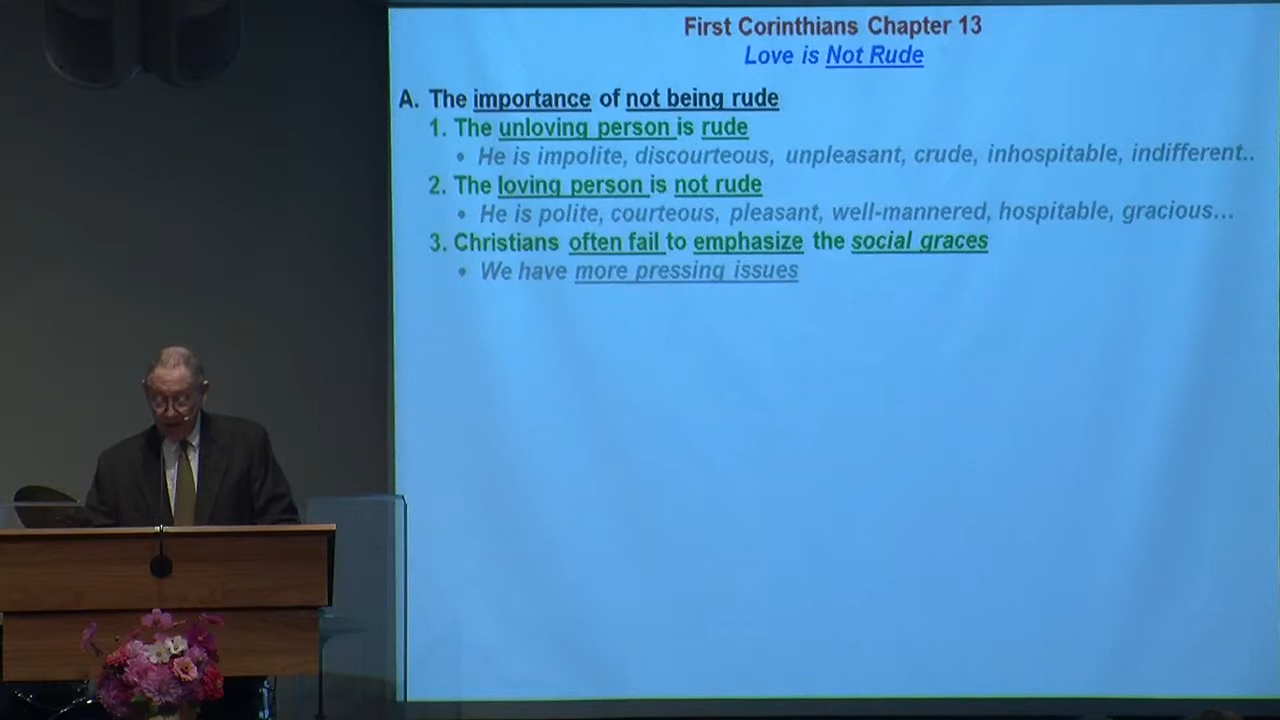 First Corinthians Chapter 13
Love is Not Rude
A. The importance of not being rude
1. The unloving person is rude
• He is impolite, discourteous, unpleasant, crude, inhospitable, indifferent..
2. The loving person is not rude
• He is polite, courteous, pleasant, well-mannered, hospitable, gracious...
3. Christians often fail to emphasize the social graces
• We have more pressing issues